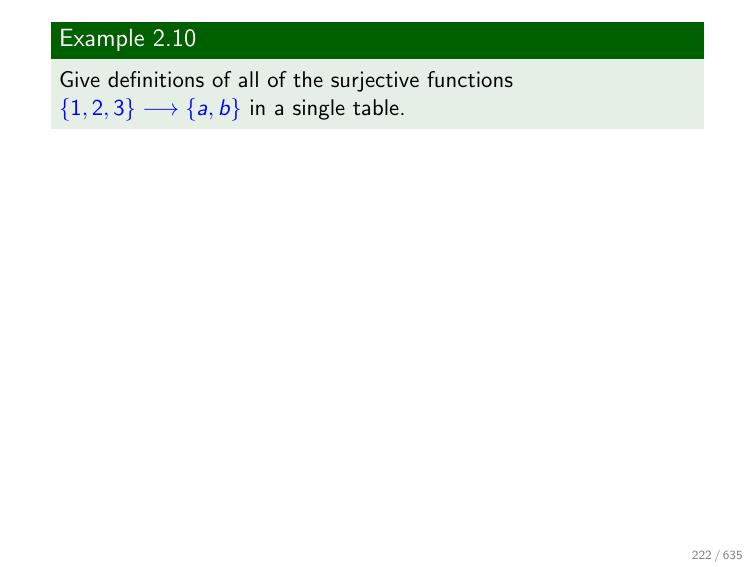 Example 2.10
Give definitions of all of the surjective functions
{1, 2, 3} ⟶ {a, b} in a single table.
222 / 635